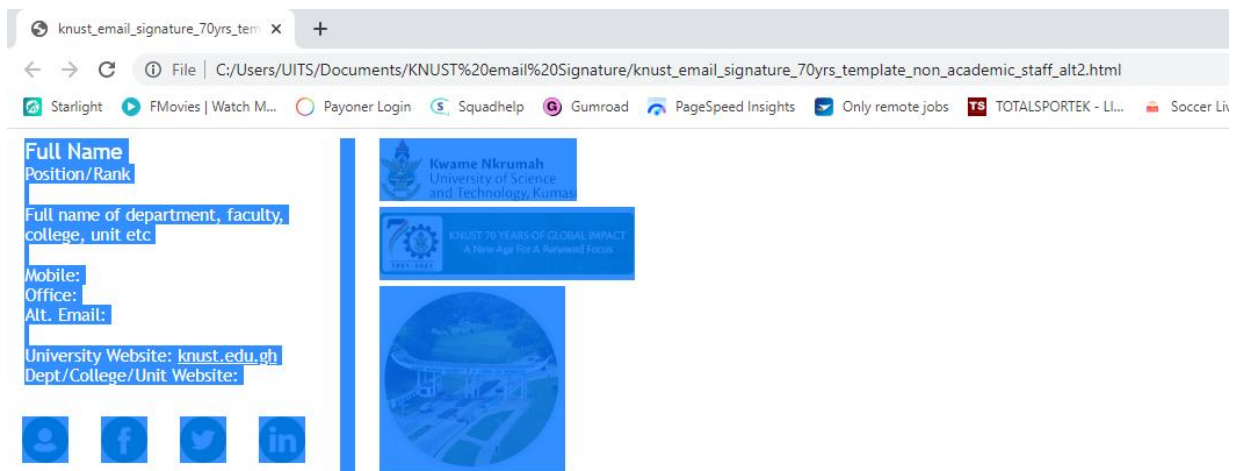 knust_email_signature_70yrs_tem
File | C:/Users/UITS/Documents/KNUST%20email%20Signature/knust_email_signature_70yrs_template_non_academic_staff_alt2.html
Starlight FMovies | Watch M... Payoner Login Squadhelp Gumroad PageSpeed Insights Only remote jobs TS TOTALSPORTEK - LI... Soccer Liv
Full Name
Position/Rank
Full name of department, faculty,
college, unit etc
Mobile:
Office:
Alt. Email:
University Website: knust.edu.gh
Dept/College/Unit Website:
Kwame Nkrumah
University of Science
and Technology, Kumasi
KNUST 70 YEARS OF GLOBAL IMPACT
A New Age For A Renewed Focus
1951-2021